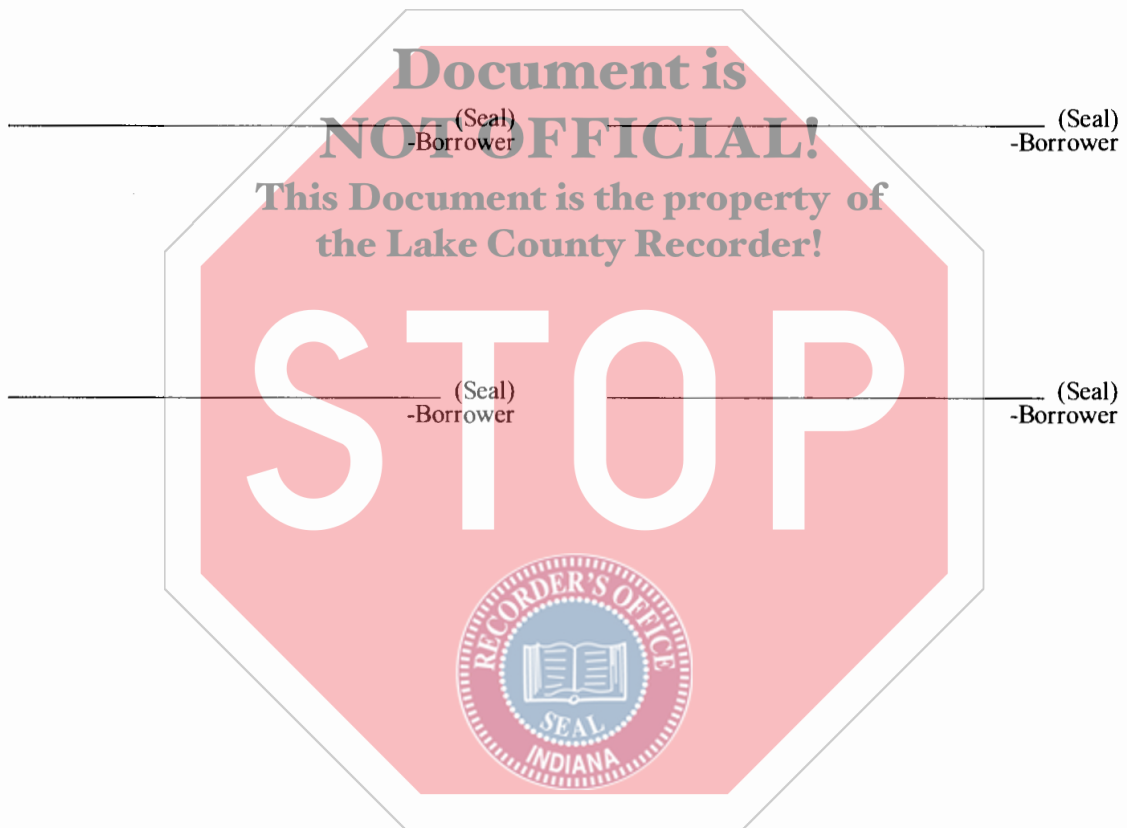 Document is
(Seal) (Seal)
NOT OFFICIAL!
-Borrower -Borrower
This Document is the property of
the Lake County Recorder!
STOP
(Seal) (Seal)
-Borrower -Borrower
RECORDER'S OFFICE
SEAL
INDIANA